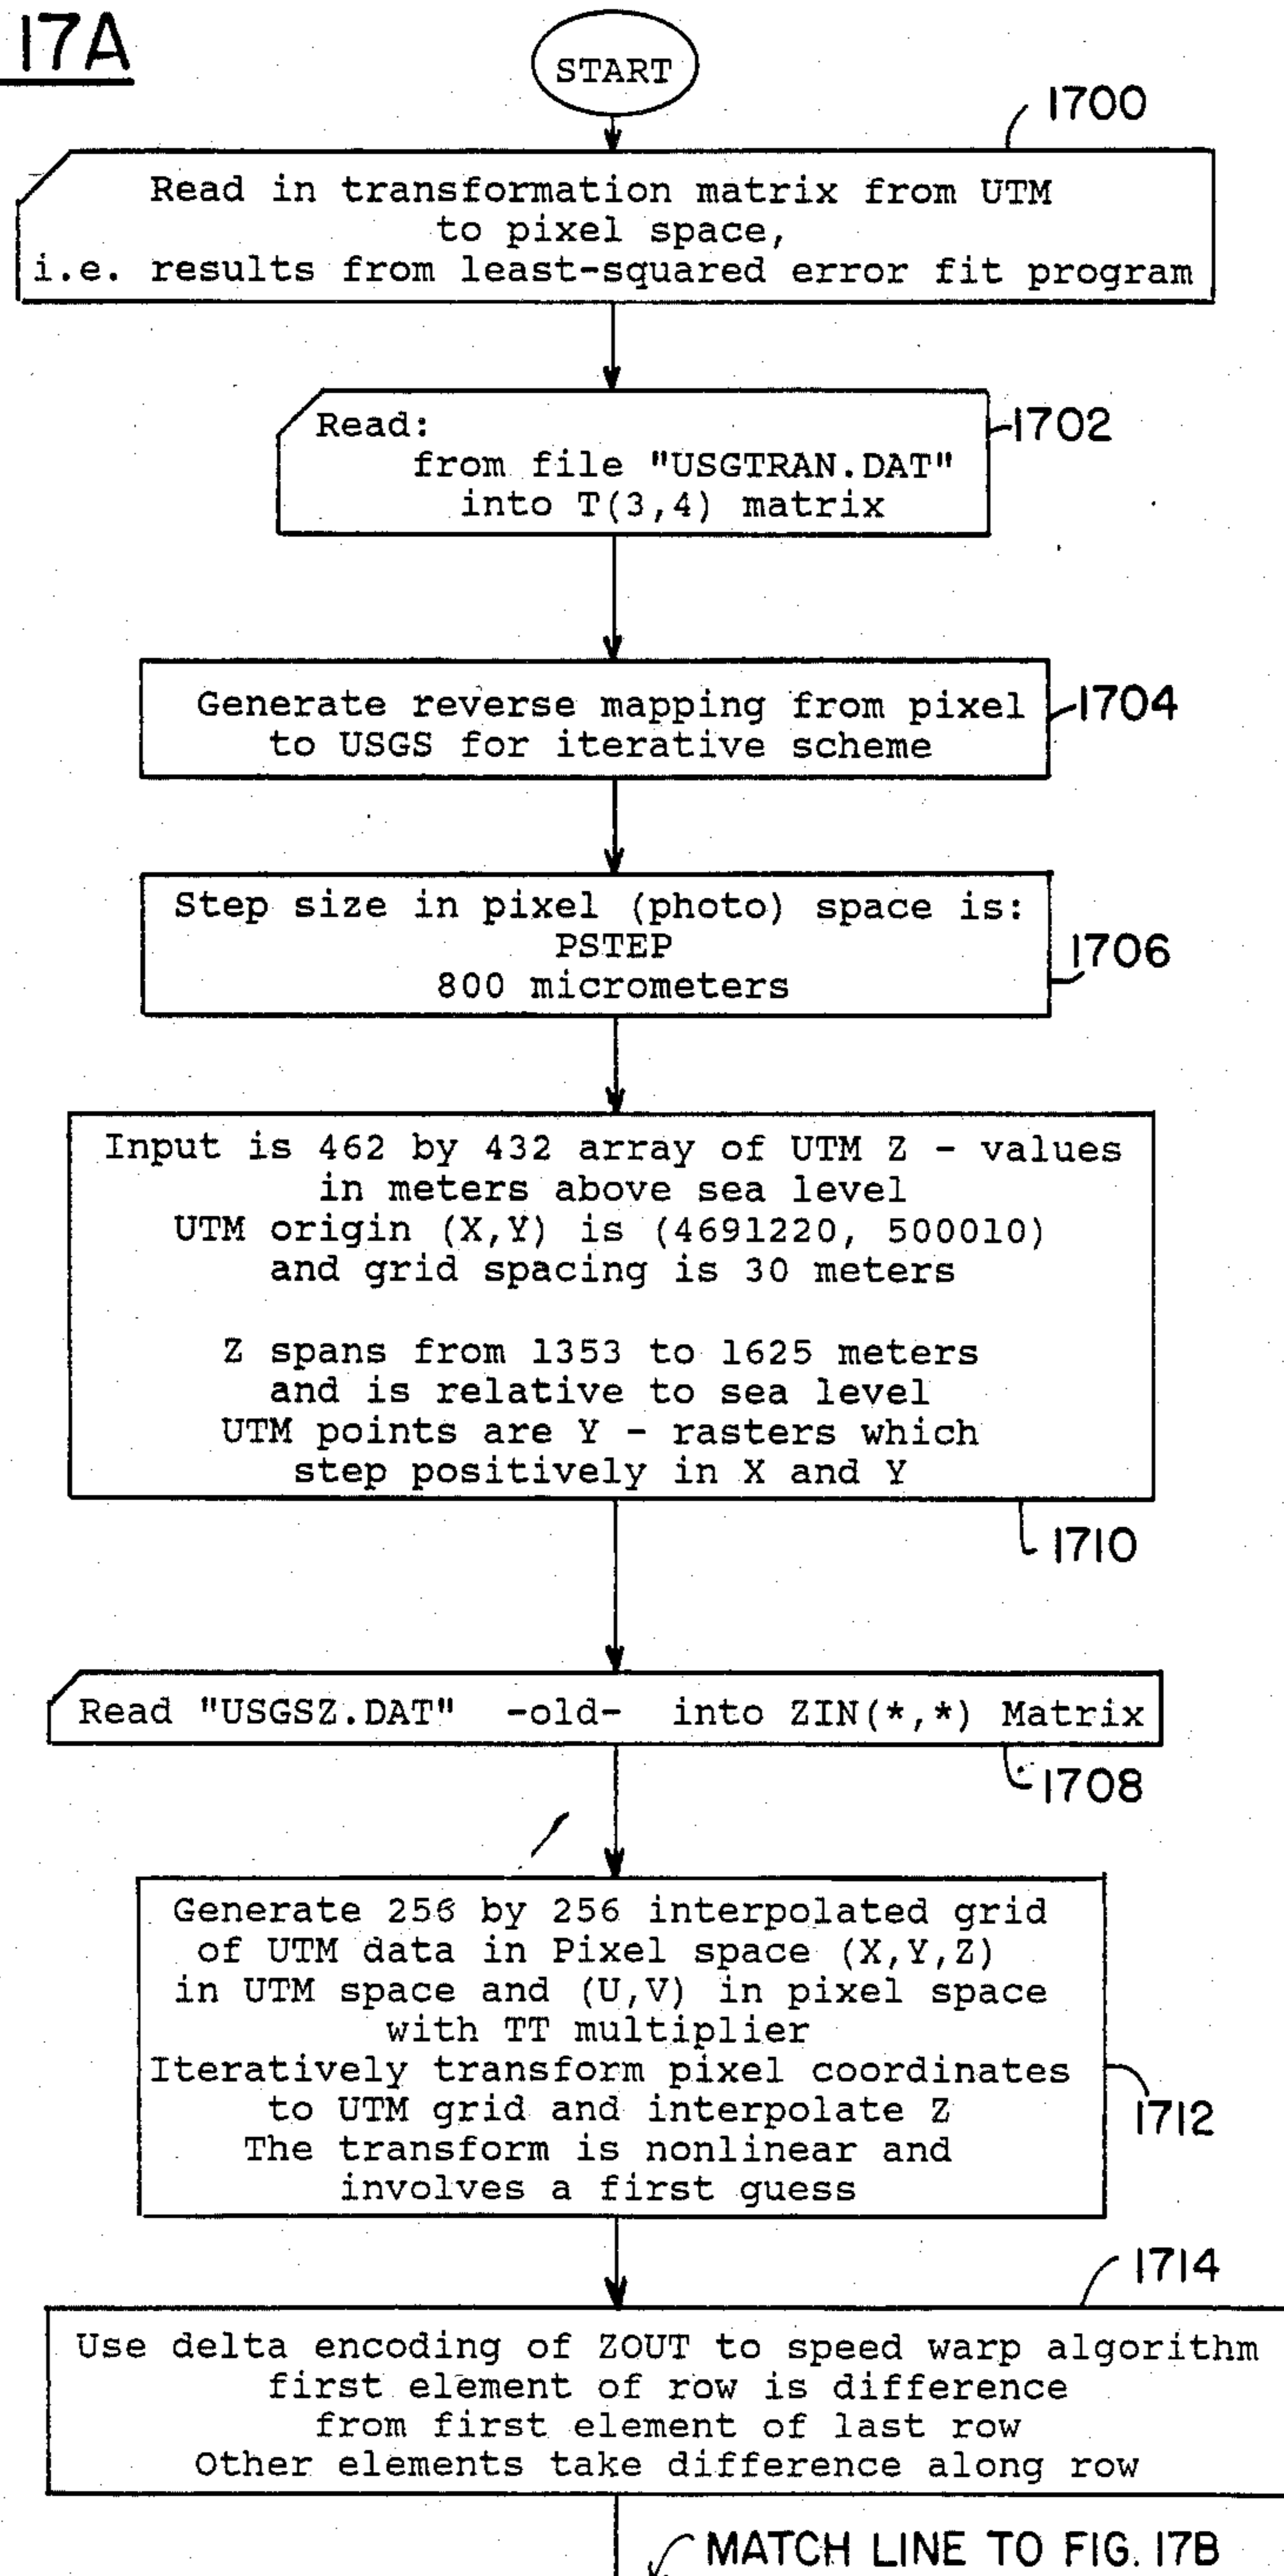 17A
START
1700
Read in transformation matrix from UTM
to pixel space,
i.e. results from least-squared error fit program
Read:
from file "USGTRAN.DAT"
into T(3,4) matrix
1702
Generate reverse mapping from pixel
to USGS for iterative scheme
1704
Step size in pixel (photo) space is:
PSTEP
800 micrometers
1706
Input is 462 by 432 array of UTM Z - values
in meters above sea level
UTM origin (X,Y) is (4691220, 500010)
and grid spacing is 30 meters
Z spans from 1353 to 1625 meters
and is relative to sea level
UTM points are Y - rasters which
step positively in X and Y
1710
Read "USGSZ.DAT" -old- into ZIN(*,*) Matrix
1708
Generate 256 by 256 interpolated grid
of UTM data in Pixel space (X,Y,Z)
in UTM space and (U,V) in pixel space
with TT multiplier
Iteratively transform pixel coordinates
to UTM grid and interpolate Z
The transform is nonlinear and
involves a first guess
1712
1714
Use delta encoding of ZOUT to speed warp algorithm
first element of row is difference
from first element of last row
Other elements take difference along row
MATCH LINE TO FIG. 17B